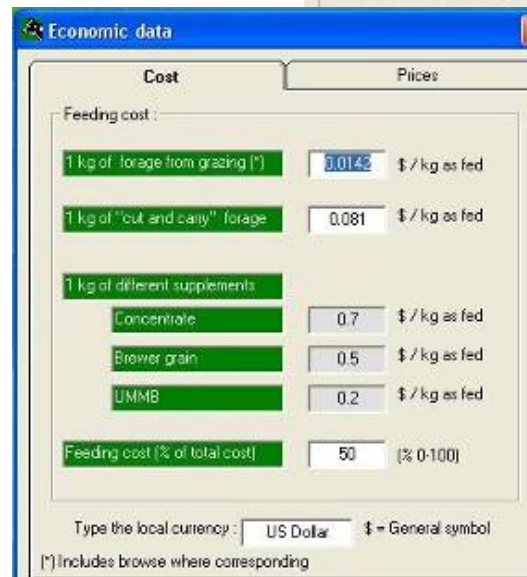 Economic data
Cost Prices
Feeding cost :
1 kg of forage from grazing (*) 0.0142 $ / kg as fed
1 kg of "cut and carry" forage 0.081 $ / kg as fed
1 kg of different supplements
Concentrate 0.7 $ / kg as fed
Brower grain 0.5 $ / kg as fed
UMMB 0.2 $ / kg as fed
Feeding cost (% of total cost) 50 (% 0-100)
Type the local currency : US Dollar $ = General symbol
(*) Includes browse where corresponding